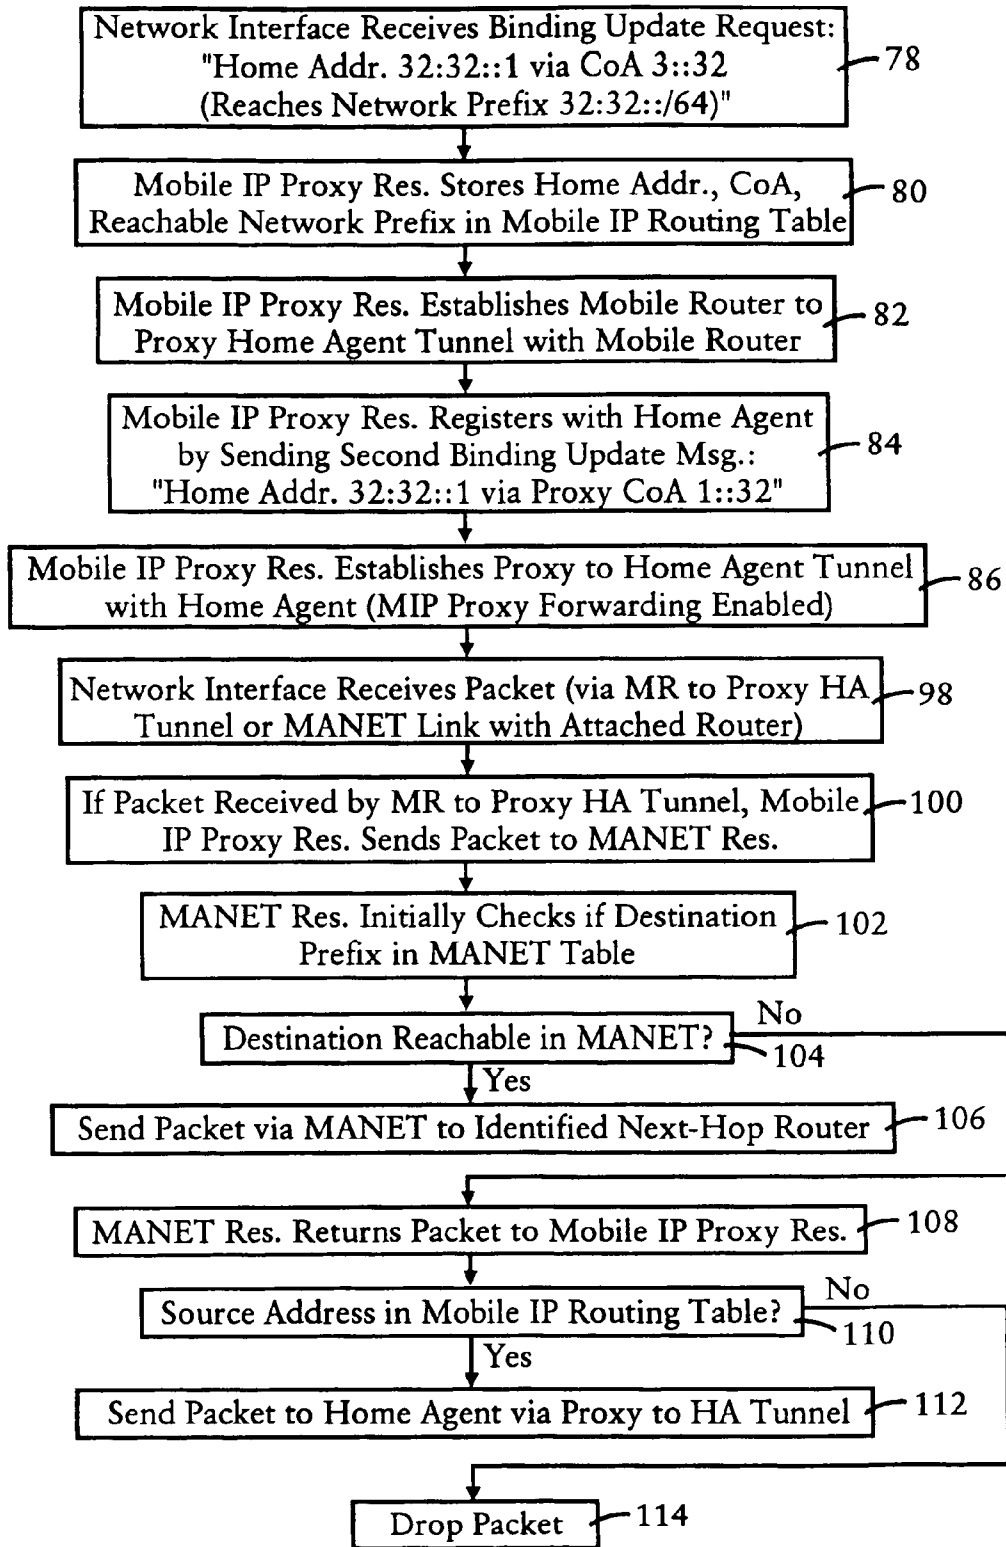 Network Interface Receives Binding Update Request:
"Home Addr. 32:32::1 via CoA 3::32
(Reaches Network Prefix 32:32::/64)"
78
Mobile IP Proxy Res. Stores Home Addr., CoA,
Reachable Network Prefix in Mobile IP Routing Table
80
Mobile IP Proxy Res. Establishes Mobile Router to
Proxy Home Agent Tunnel with Mobile Router
82
Mobile IP Proxy Res. Registers with Home Agent
by Sending Second Binding Update Msg.:
"Home Addr. 32:32::1 via Proxy CoA 1::32"
84
Mobile IP Proxy Res. Establishes Proxy to Home Agent Tunnel
with Home Agent (MIP Proxy Forwarding Enabled)
86
Network Interface Receives Packet (via MR to Proxy HA
Tunnel or MANET Link with Attached Router)
98
If Packet Received by MR to Proxy HA Tunnel, Mobile
IP Proxy Res. Sends Packet to MANET Res.
100
MANET Res. Initially Checks if Destination
Prefix in MANET Table
102
Destination Reachable in MANET?
No
104
Yes
Send Packet via MANET to Identified Next-Hop Router
106
MANET Res. Returns Packet to Mobile IP Proxy Res.
108
Source Address in Mobile IP Routing Table?
No
110
Yes
Send Packet to Home Agent via Proxy to HA Tunnel
112
Drop Packet
114